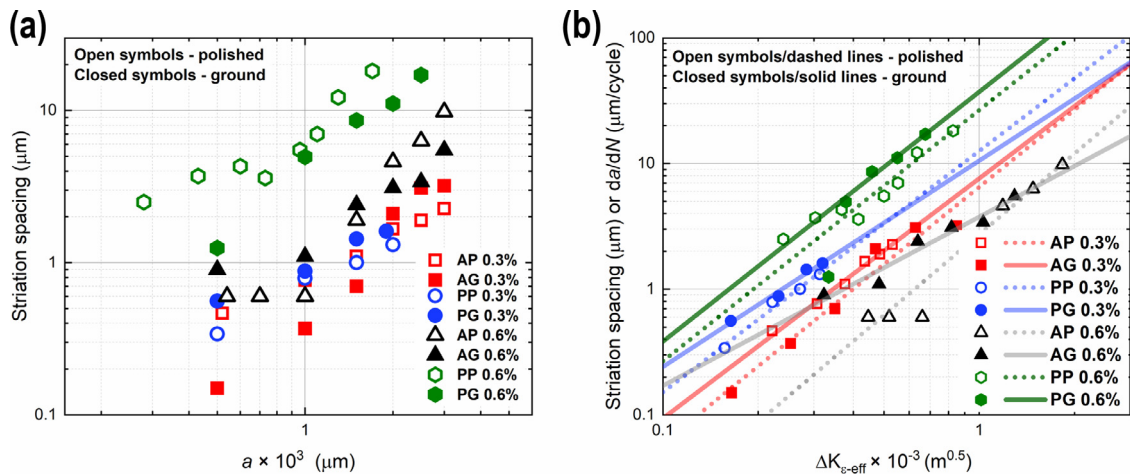 (a)
Open symbols - polished
Closed symbols - ground
10
1
0.1
Striation spacing (μm)
AP 0.3%
AG 0.3%
PP 0.3%
PG 0.3%
AP 0.6%
AG 0.6%
PP 0.6%
PG 0.6%
1
a × 10³ (μm)
(b)
Open symbols/dashed lines - polished
Closed symbols/solid lines - ground
100
10
1
0.1
Striation spacing (μm) or da/dN (μm/cycle)
AP 0.3%
AG 0.3%
PP 0.3%
PG 0.3%
AP 0.6%
AG 0.6%
PP 0.6%
PG 0.6%
0.1 1
ΔKε-eff × 10⁻³ (m⁰·⁵)